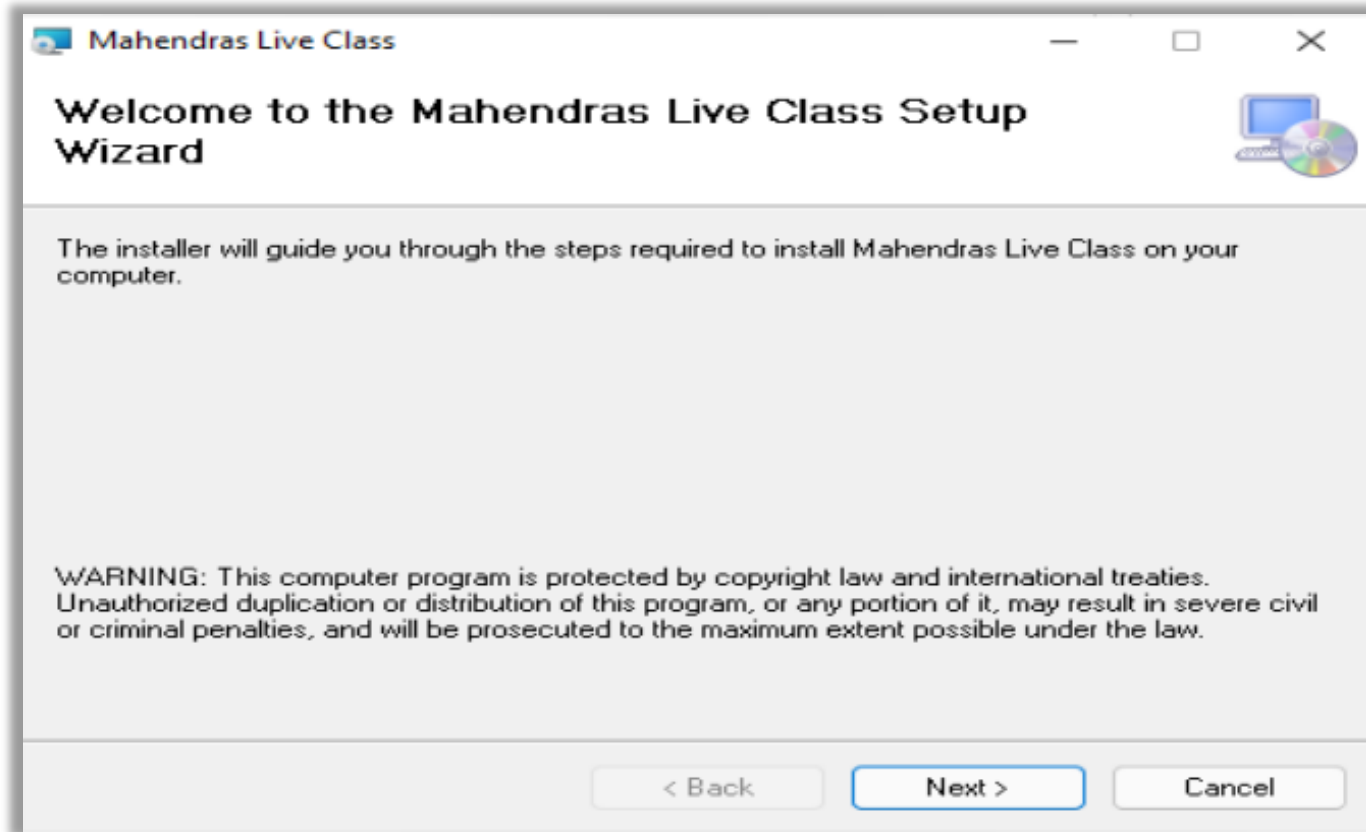 Mahendras Live Class
Welcome to the Mahendras Live Class Setup
Wizard
The installer will guide you through the steps required to install Mahendras Live Class on your
computer.
WARNING: This computer program is protected by copyright law and international treaties.
Unauthorized duplication or distribution of this program, or any portion of it, may result in severe civil
or criminal penalties, and will be prosecuted to the maximum extent possible under the law.
< Back Next > Cancel